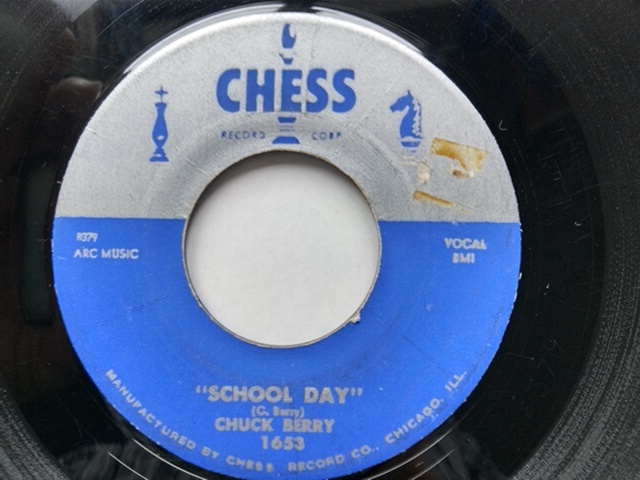 CHESS
RECORD CORP
8379
ARC MUSIC
VOCAL
BMI
"SCHOOL DAY"
(C. Berry)
CHUCK BERRY
1653
MANUFACTURED BY CHESS RECORD CO., CHICAGO, ILL.